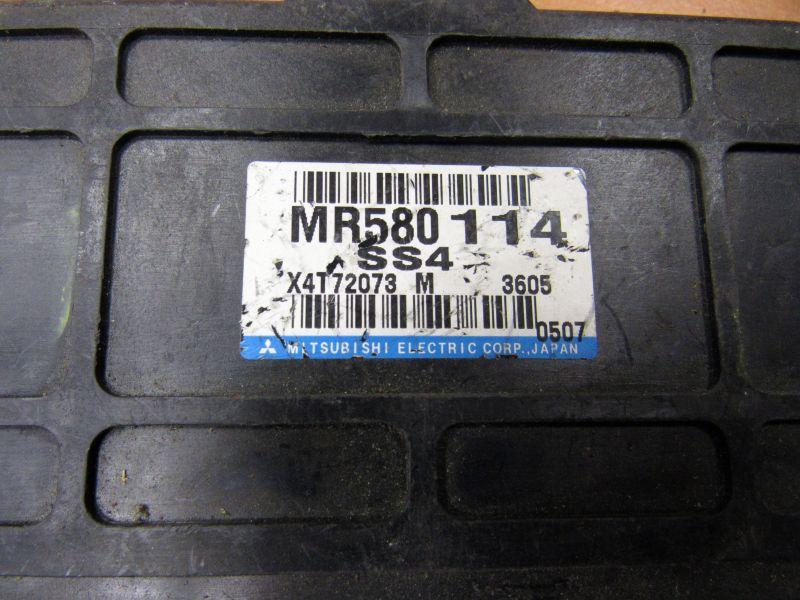 MR580 114
SS4
X4T72073 M 3605
0507
MITSUBISHI ELECTRIC CORP.,JAPAN